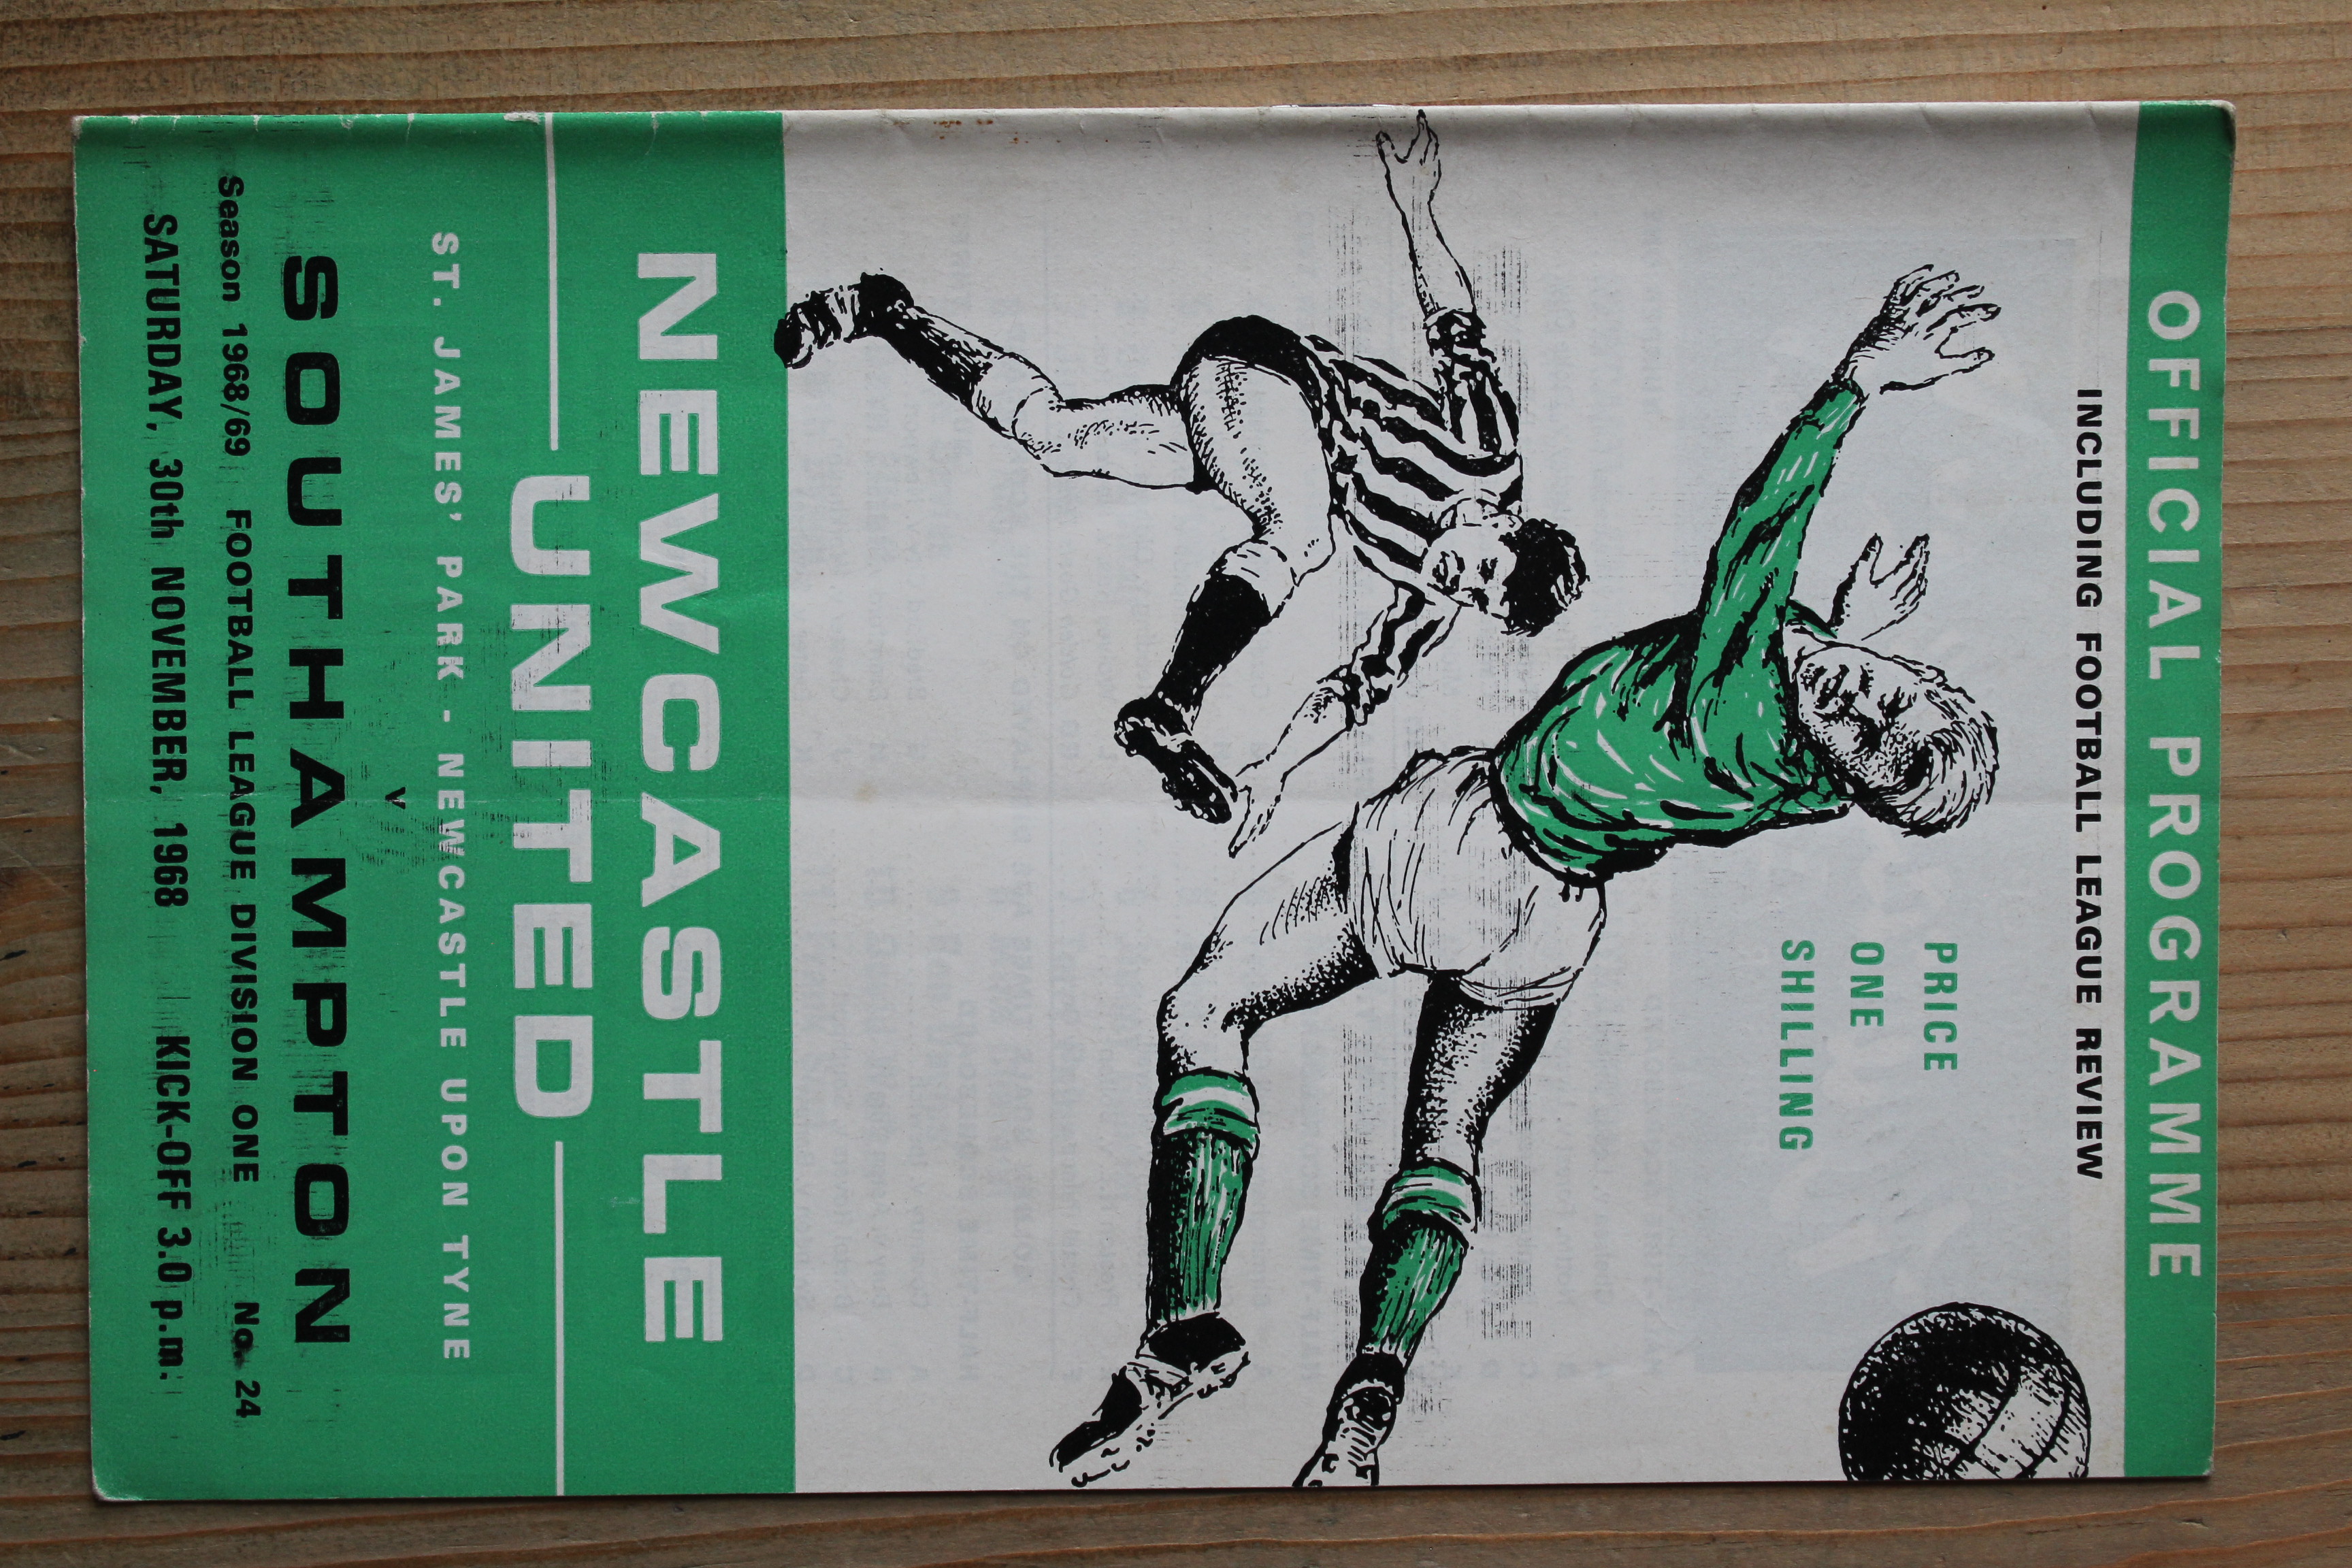 OFFICIAL PROGRAMME
INCLUDING FOOTBALL LEAGUE REVIEW
PRICE
ONE
SHILLING
NEWCASTLE
UNITED
ST. JAMES' PARK - NEWCASTLE UPON TYNE
v
SOUTHAMPTON
Season 1968/69 FOOTBALL LEAGUE DIVISION ONE No. 24
SATURDAY, 30th NOVEMBER, 1968 KICK-OFF 3.0 p.m.